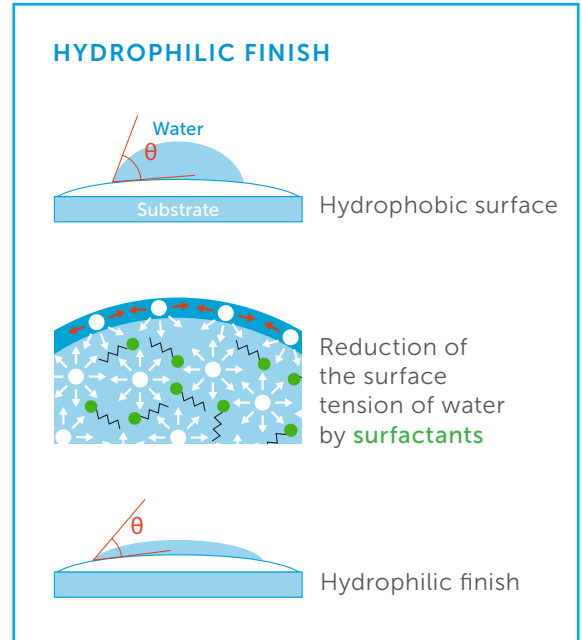 HYDROPHILIC FINISH
Water
θ
Substrate
Hydrophobic surface
Reduction of
the surface
tension of water
by surfactants
θ
Hydrophilic finish